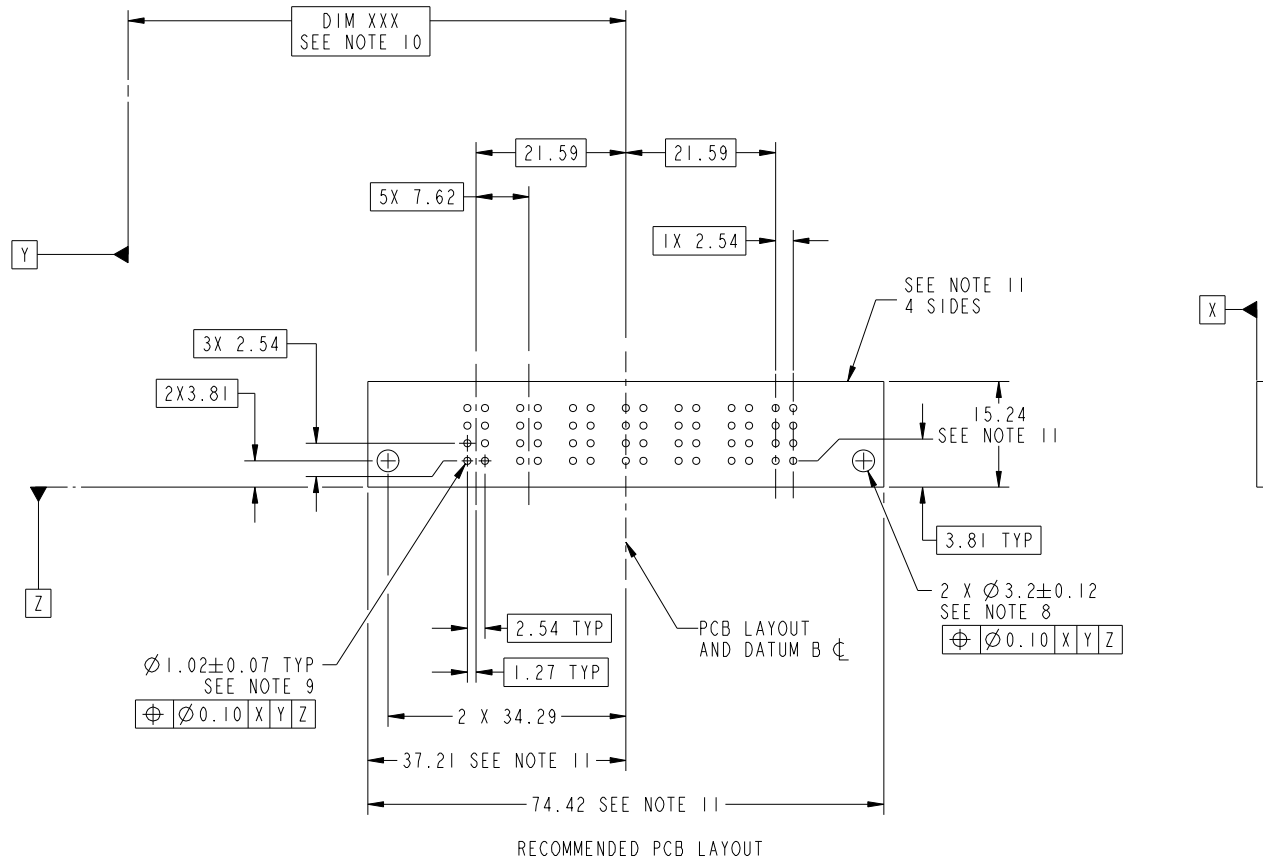 DIM XXX
SEE NOTE 10
21.59
21.59
5X 7.62
1X 2.54
Y
SEE NOTE 11
4 SIDES
X
3X 2.54
2X3.81
15.24
SEE NOTE 11
3.81 TYP
Z
2 X Ø3.2±0.12
SEE NOTE 8
⌖ Ø0.10 X Y Z
2.54 TYP
PCB LAYOUT
AND DATUM B ℄
Ø1.02±0.07 TYP
SEE NOTE 9
⌖ Ø0.10 X Y Z
1.27 TYP
2 X 34.29
37.21 SEE NOTE 11
74.42 SEE NOTE 11
RECOMMENDED PCB LAYOUT